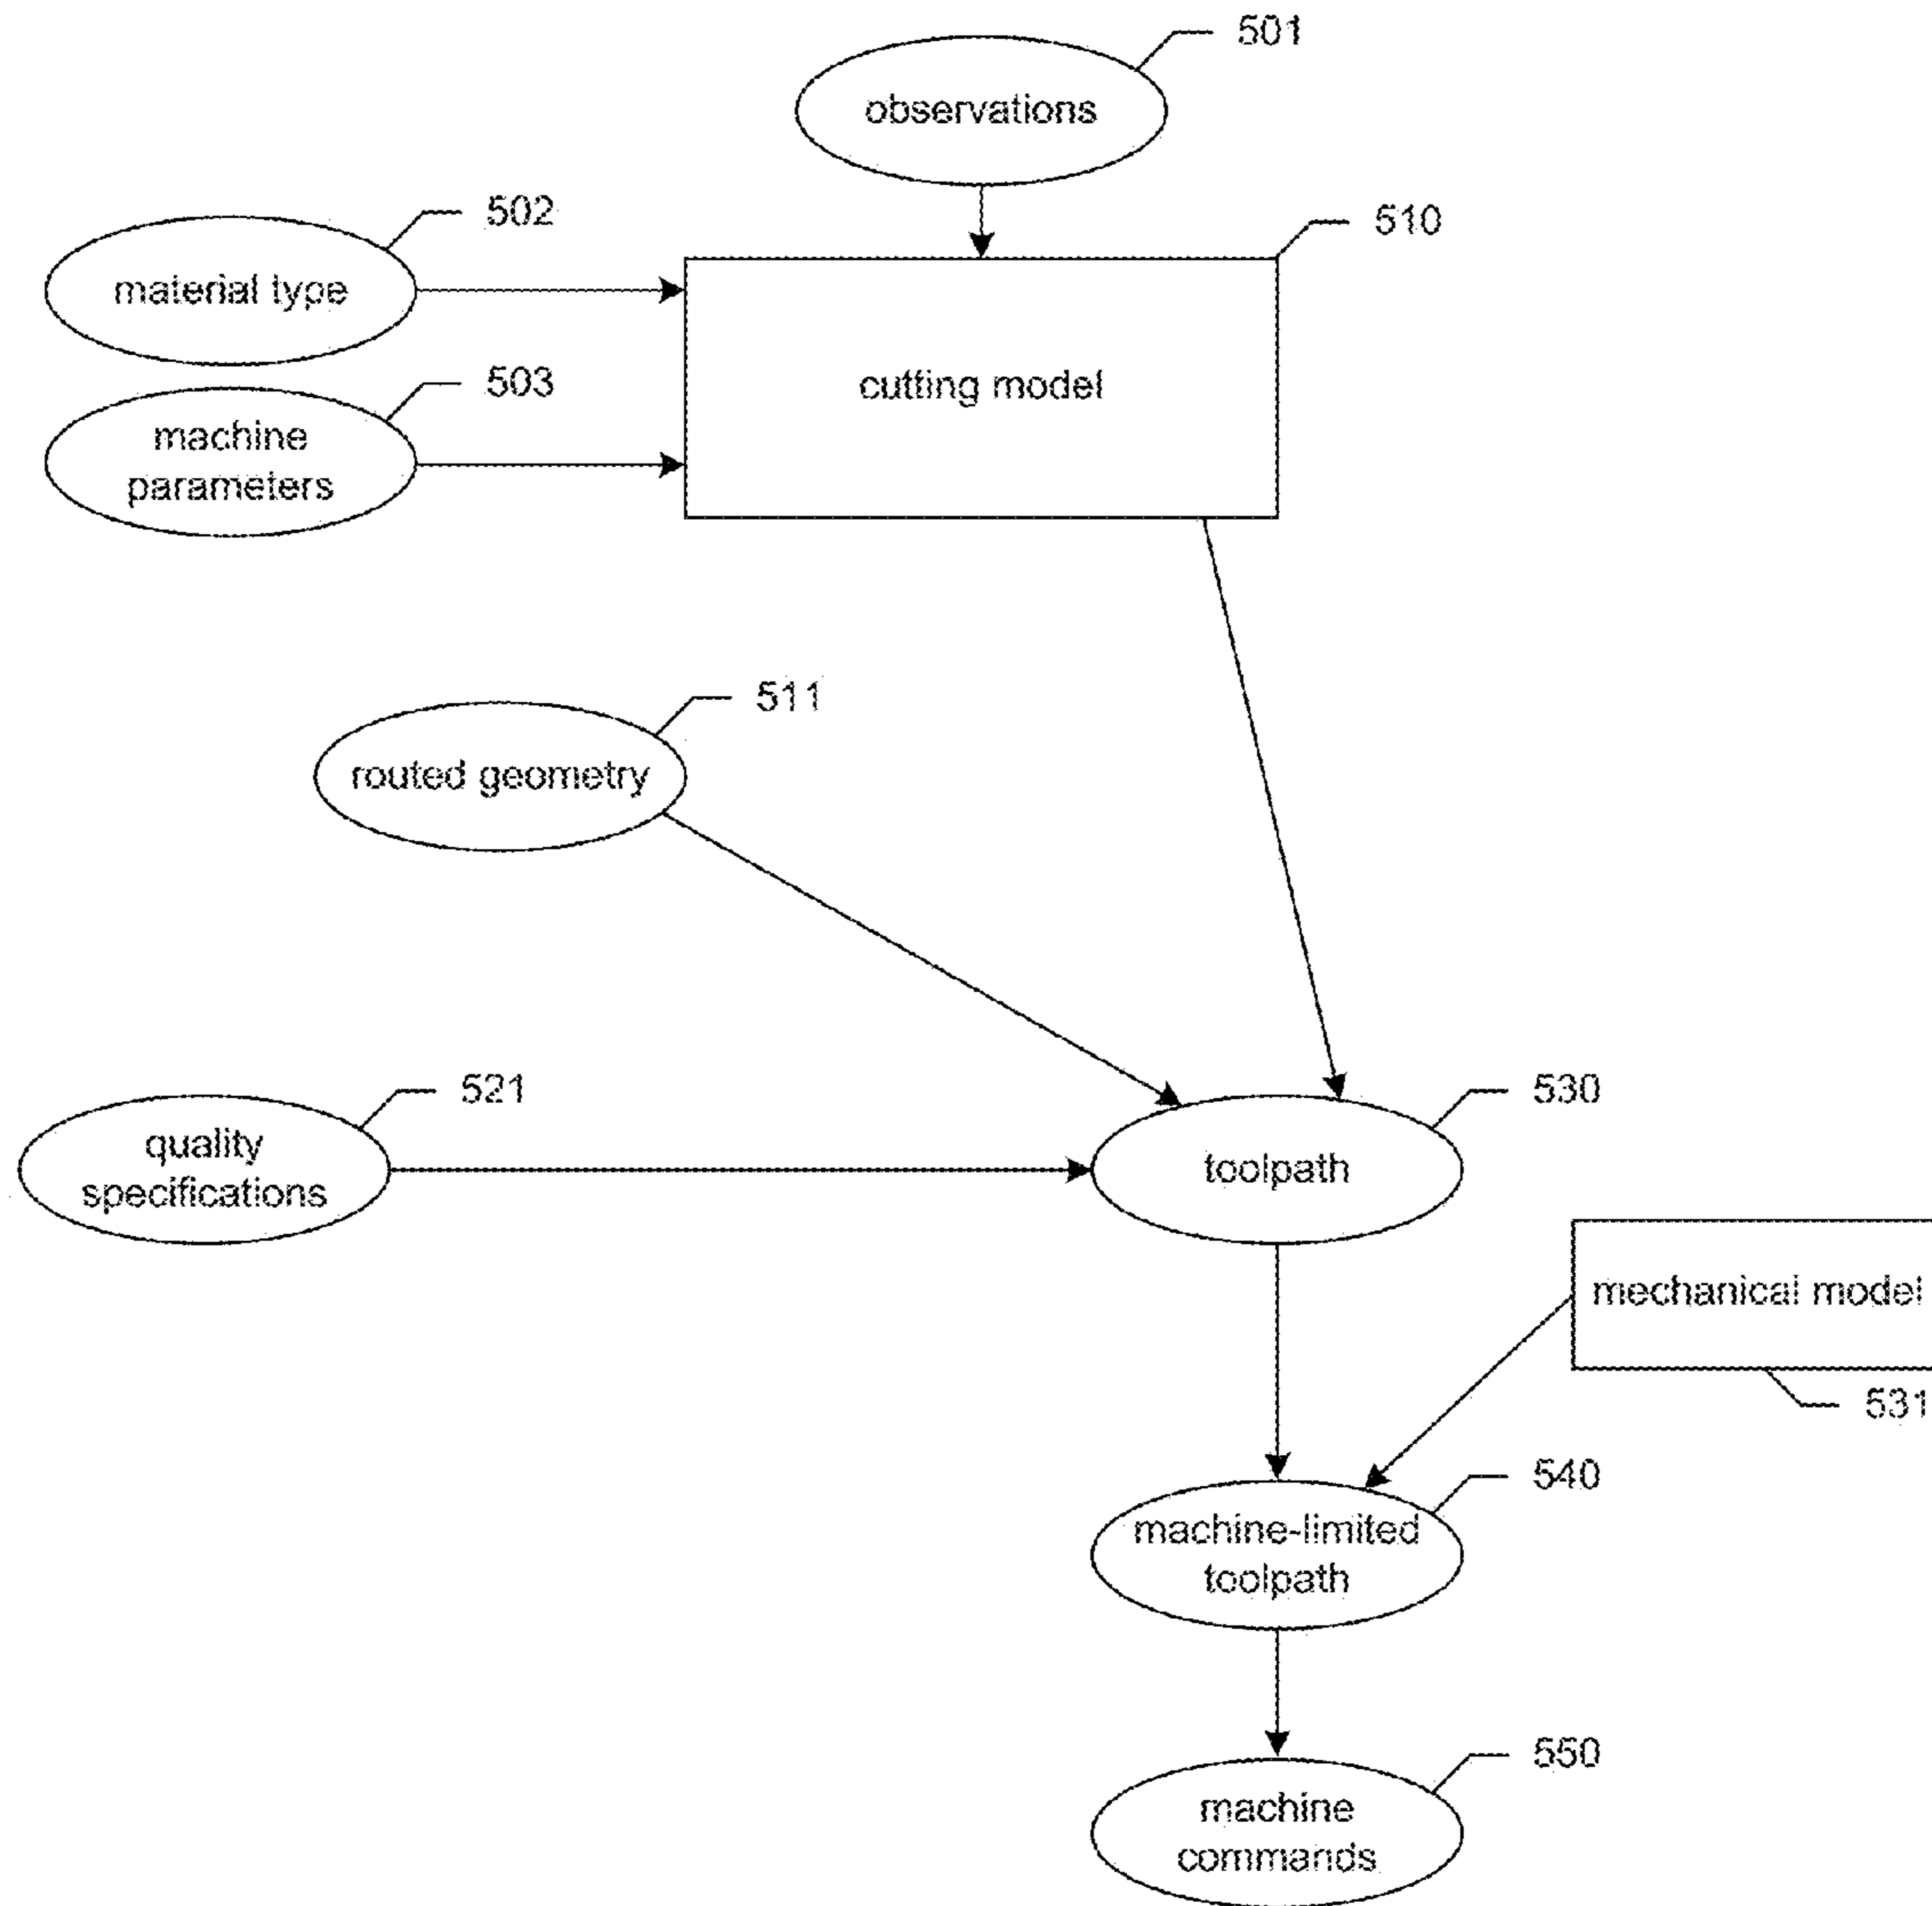 501
observations
502
510
material type
503
cutting model
machine
parameters
511
routed geometry
521
530
quality
specifications
toolpath
mechanical model
531
540
machine-limited
toolpath
550
machine
commands